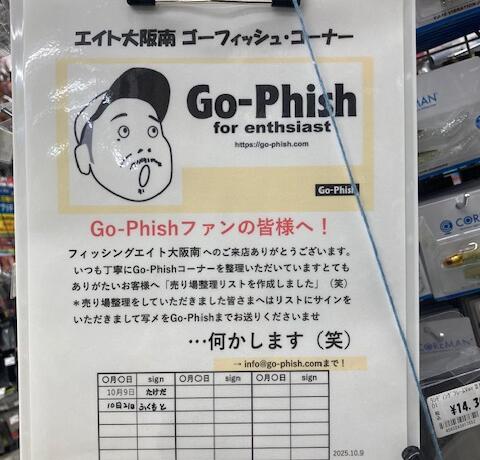 エイト大阪南 ゴーフィッシュ・コーナー
Go-Phish
for enthsiast
https://go-phish.com
Go-Phish
Go-Phishファンの皆様へ！
フィッシングエイト大阪南へのご来店ありがとうございます。
いつも丁寧にGo-Phishコーナーを整理いただいていますとても
ありがたいお客様へ「売り場整理リストを作成しました」（笑）
＊売り場整理をしていただきました皆さまへはリストにサインを
いただきまして写メをGo-Phishまでお送りくださいませ
…何かします（笑）
→ info@go-phish.comまで！
〇月〇日 sign 〇月〇日 sign 〇月〇日 sign
10月9日 たけだ
10月21日 ふくもと
2025.10.9
COREMAN
COREMAN